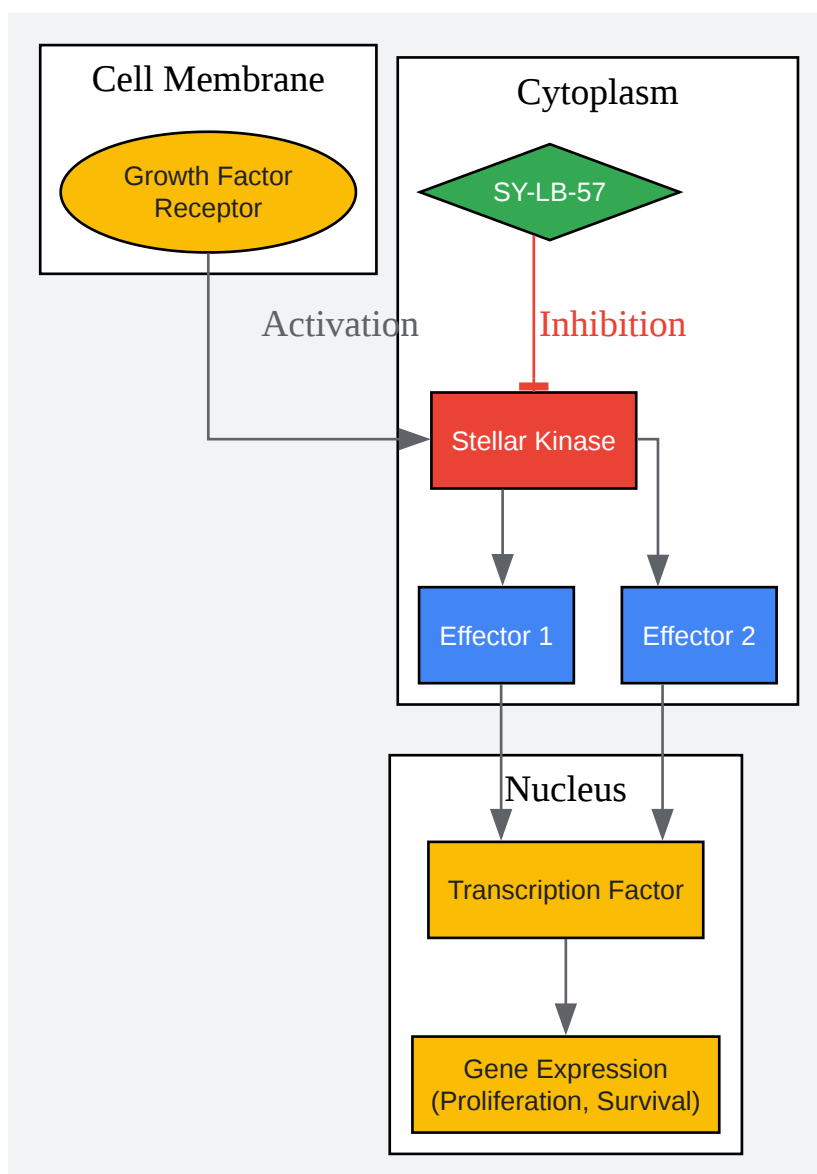 Cell Membrane
Growth Factor
Receptor
Cytoplasm
SY-LB-57
Activation
Inhibition
Stellar Kinase
Effector 1
Effector 2
Nucleus
Transcription Factor
Gene Expression
(Proliferation, Survival)